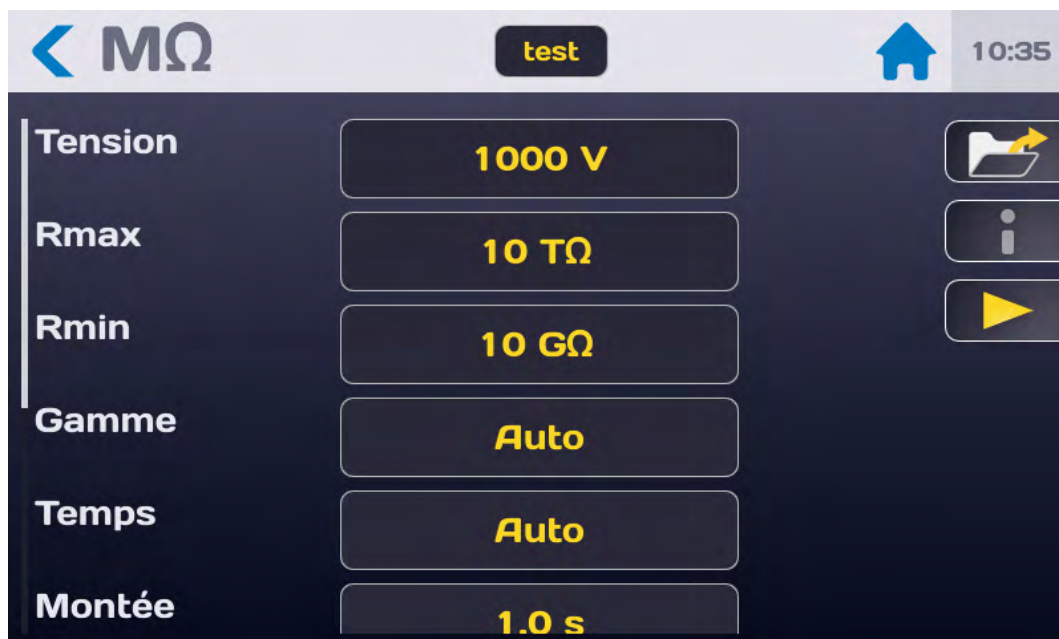 MΩ
test
10:35
Tension
1000 V
Rmax
10 TΩ
Rmin
10 GΩ
Gamme
Auto
Temps
Auto
Montée
1.0 s